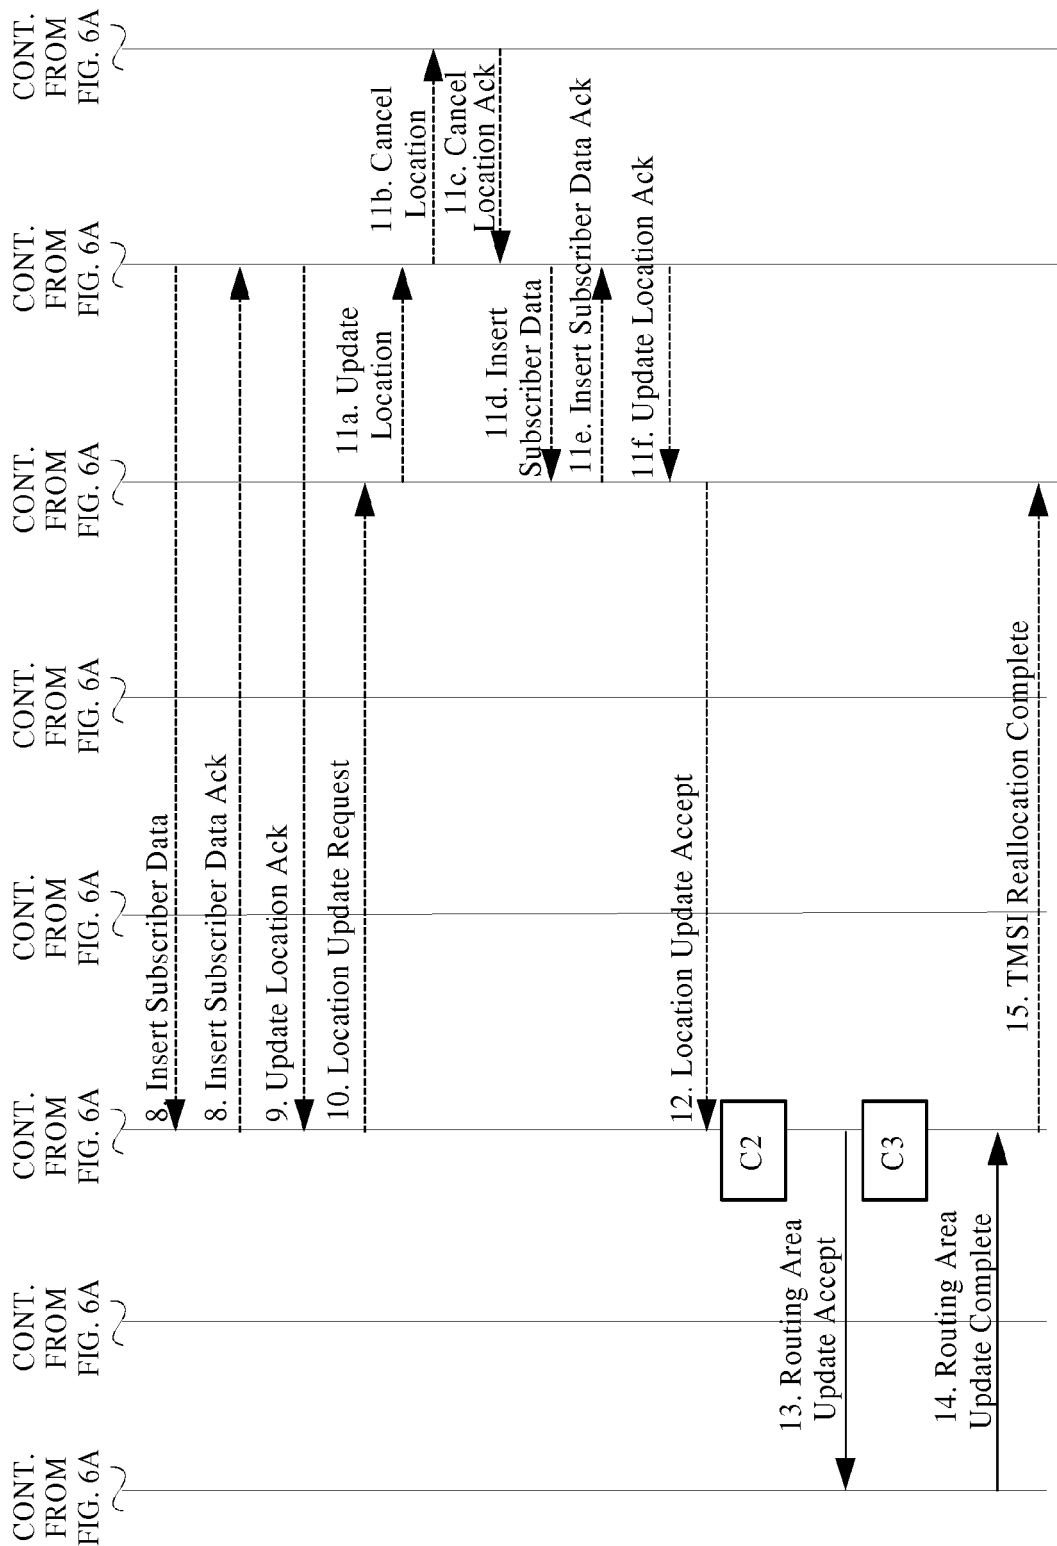 CONT.
FROM
FIG. 6A
CONT.
FROM
FIG. 6A
CONT.
FROM
FIG. 6A
CONT.
FROM
FIG. 6A
CONT.
FROM
FIG. 6A
CONT.
FROM
FIG. 6A
CONT.
FROM
FIG. 6A
CONT.
FROM
FIG. 6A
8. Insert Subscriber Data
8. Insert Subscriber Data Ack
9. Update Location Ack
10. Location Update Request
11a. Update
Location
11b. Cancel
Location
11c. Cancel
Location Ack
11d. Insert
Subscriber Data
11e. Insert Subscriber Data Ack
11f. Update Location Ack
12. Location Update Accept
C2
13. Routing Area
Update Accept
C3
14. Routing Area
Update Complete
15. TMSI Reallocation Complete